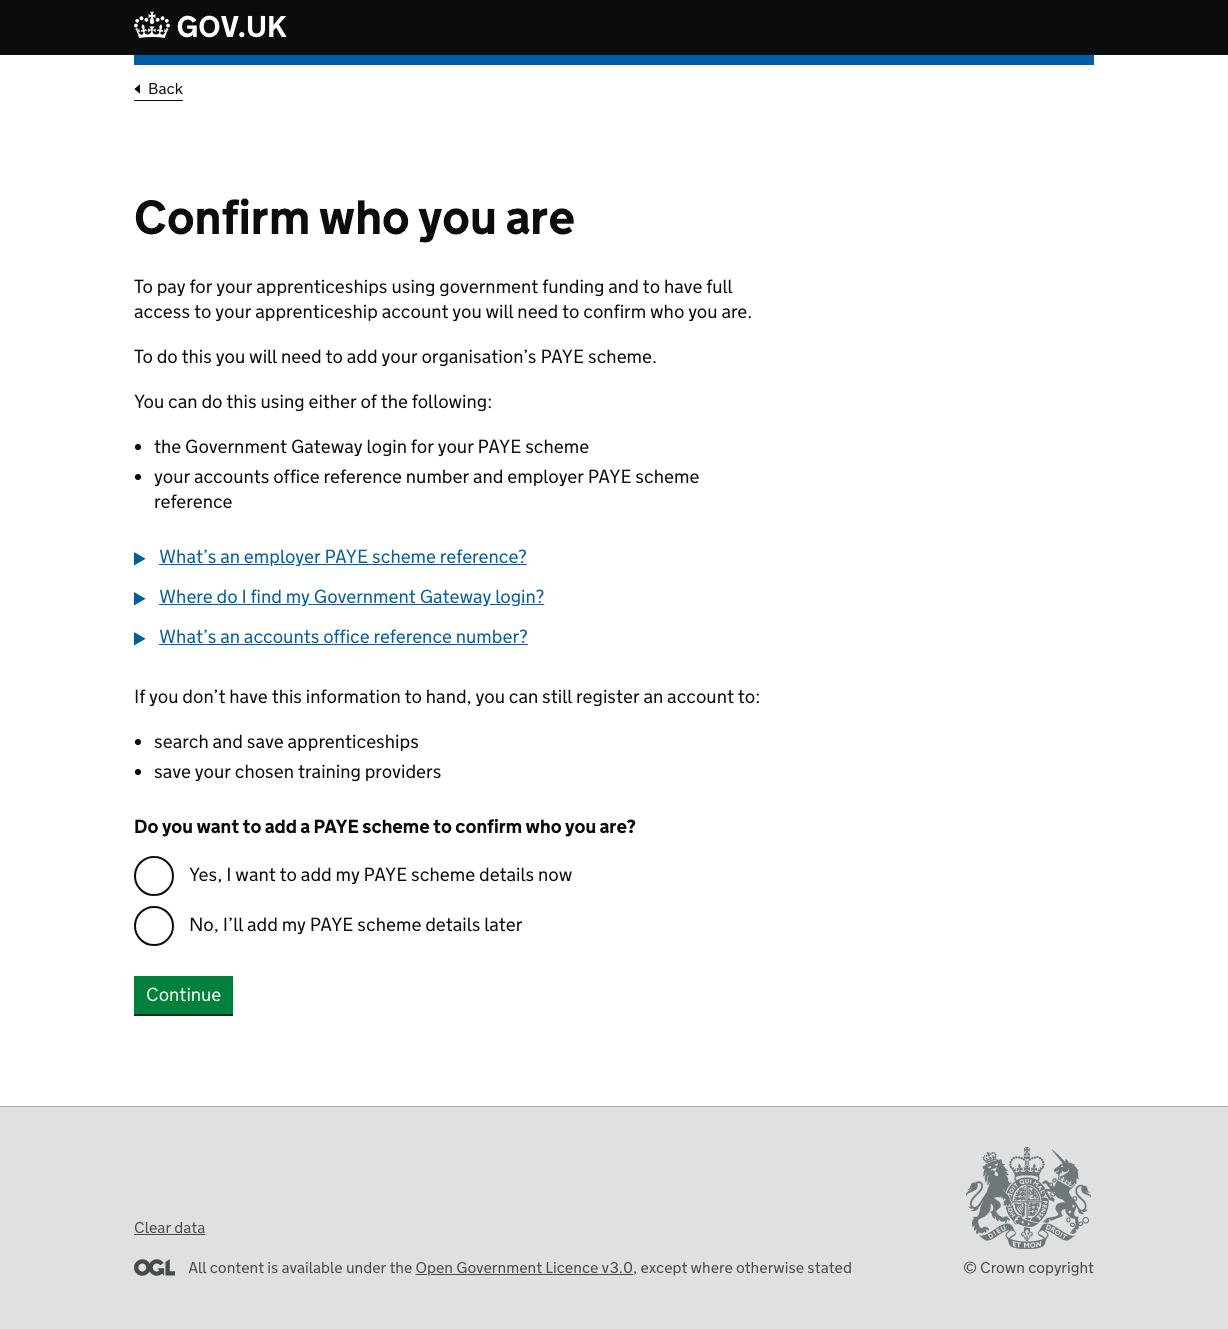 GOV.UK
Back
Confirm who you are
To pay for your apprenticeships using government funding and to have full
access to your apprenticeship account you will need to confirm who you are.
To do this you will need to add your organisation’s PAYE scheme.
You can do this using either of the following:
• the Government Gateway login for your PAYE scheme
• your accounts office reference number and employer PAYE scheme
reference
What’s an employer PAYE scheme reference?
Where do I find my Government Gateway login?
What’s an accounts office reference number?
If you don’t have this information to hand, you can still register an account to:
• search and save apprenticeships
• save your chosen training providers
Do you want to add a PAYE scheme to confirm who you are?
Yes, I want to add my PAYE scheme details now
No, I’ll add my PAYE scheme details later
Continue
Clear data
OGL All content is available under the Open Government Licence v3.0, except where otherwise stated
DIEU ET MON DROIT
© Crown copyright